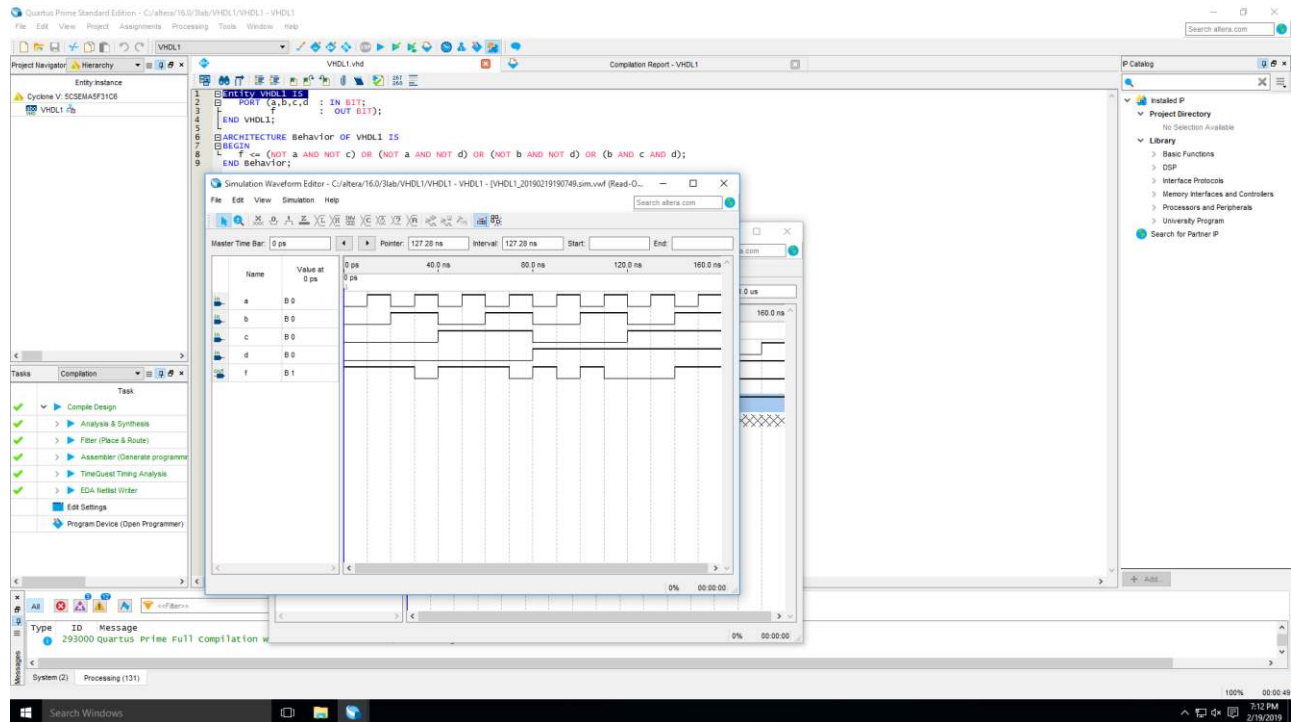 Quartus Prime Standard Edition - C:/altera/16.0/3lab/VHDL1/VHDL1 - VHDL1
File Edit View Project Assignments Processing Tools Window Help
Search altera.com
VHDL1
Project Navigator Hierarchy
VHDL1.vhd
Compilation Report - VHDL1
IP Catalog
Entity:Instance
Cyclone V: 5CSEMA5F31C6
VHDL1
267
268
1 Entity VHDL1 IS
2 PORT (a,b,c,d : IN BIT;
3 f : OUT BIT);
4 END VHDL1;
5
6 ARCHITECTURE Behavior OF VHDL1 IS
7 BEGIN
8 f <= (NOT a AND NOT c) OR (NOT a AND NOT d) OR (NOT b AND NOT d) OR (b AND c AND d);
9 END Behavior;
Installed IP
Project Directory
No Selection Available
Library
Basic Functions
DSP
Interface Protocols
Memory Interfaces and Controllers
Processors and Peripherals
University Program
Search for Partner IP
+ Add...
Simulation Waveform Editor - C:/altera/16.0/3lab/VHDL1/VHDL1 - VHDL1 - [VHDL1_20190219190749.sim.vwf (Read-O...
File Edit View Simulation Help
Search altera.com
Master Time Bar: 0 ps
Pointer: 127.28 ns
Interval: 127.28 ns
Start:
End:
Name
Value at
0 ps
0 ps 40.0 ns 80.0 ns 120.0 ns 160.0 ns
0 ps
a B 0
b B 0
c B 0
d B 0
f B 1
0% 00:00:00
160.0 ns
0% 00:00:00
Tasks Compilation
Task
Compile Design
Analysis & Synthesis
Fitter (Place & Route)
Assembler (Generate programme
TimeQuest Timing Analysis
EDA Netlist Writer
Edit Settings
Program Device (Open Programmer)
All
<<Filter>>
Type ID Message
293000 Quartus Prime Full Compilation w
Messages
System (2) Processing (131)
100% 00:00:49
Search Windows
7:12 PM
2/19/2019